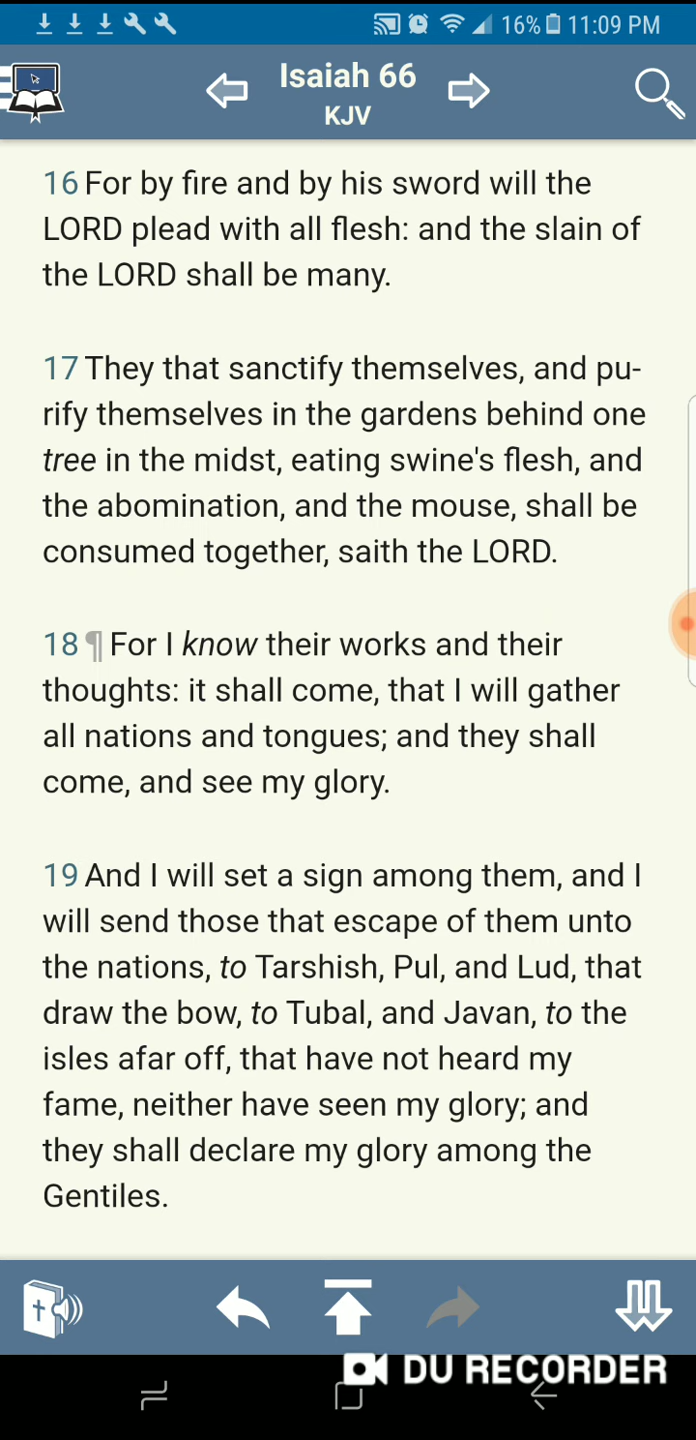 16% 11:09 PM
Isaiah 66
KJV
16 For by fire and by his sword will the
LORD plead with all flesh: and the slain of
the LORD shall be many.
17 They that sanctify themselves, and pu-
rify themselves in the gardens behind one
tree in the midst, eating swine's flesh, and
the abomination, and the mouse, shall be
consumed together, saith the LORD.
18 ¶ For I know their works and their
thoughts: it shall come, that I will gather
all nations and tongues; and they shall
come, and see my glory.
19 And I will set a sign among them, and I
will send those that escape of them unto
the nations, to Tarshish, Pul, and Lud, that
draw the bow, to Tubal, and Javan, to the
isles afar off, that have not heard my
fame, neither have seen my glory; and
they shall declare my glory among the
Gentiles.
DU RECORDER